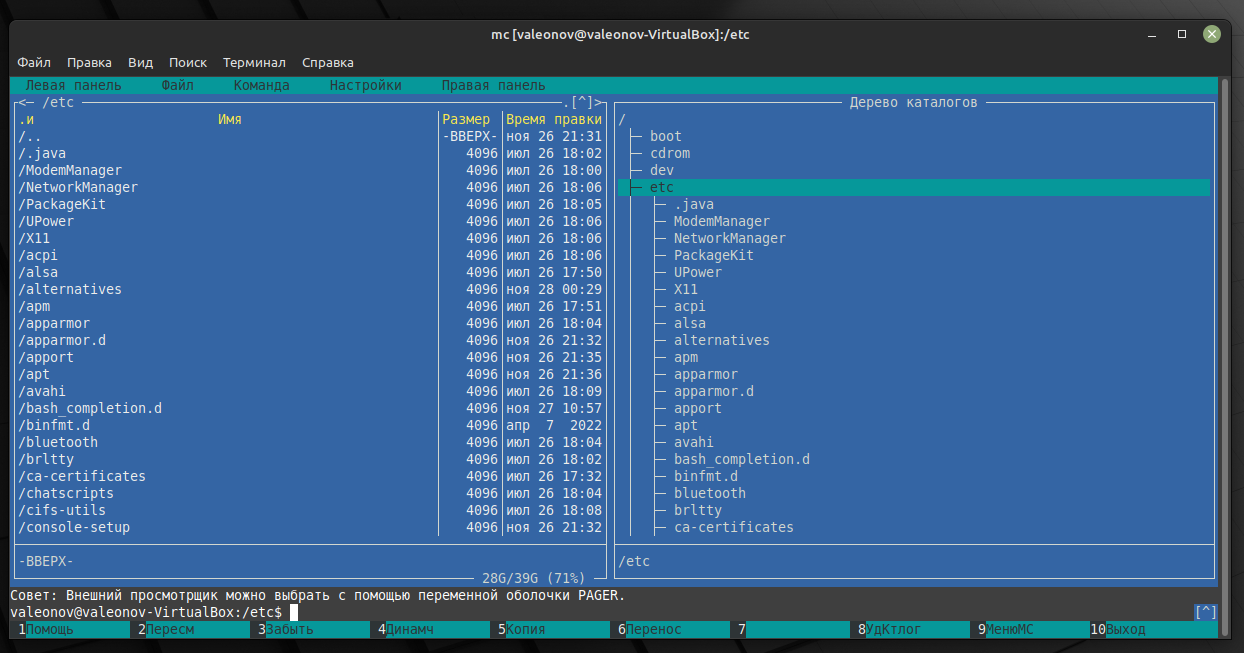 mc [valeonov@valeonov-VirtualBox]:/etc
Файл Правка Вид Поиск Терминал Справка
Левая панель Файл Команда Настройки Правая панель
<─ /etc .[^]>
.и Имя Размер Время правки
/.. -ВВЕРХ- ноя 26 21:31
/.java 4096 июл 26 18:02
/ModemManager 4096 июл 26 18:00
/NetworkManager 4096 июл 26 18:06
/PackageKit 4096 июл 26 18:05
/UPower 4096 июл 26 18:06
/X11 4096 июл 26 18:06
/acpi 4096 июл 26 18:06
/alsa 4096 июл 26 17:50
/alternatives 4096 ноя 28 00:29
/apm 4096 июл 26 17:51
/apparmor 4096 июл 26 18:04
/apparmor.d 4096 ноя 26 21:32
/apport 4096 ноя 26 21:35
/apt 4096 ноя 26 21:36
/avahi 4096 июл 26 18:09
/bash_completion.d 4096 ноя 27 10:57
/binfmt.d 4096 апр 7 2022
/bluetooth 4096 июл 26 18:04
/brltty 4096 июл 26 18:02
/ca-certificates 4096 июл 26 17:32
/chatscripts 4096 июл 26 18:04
/cifs-utils 4096 июл 26 18:08
/console-setup 4096 ноя 26 21:32
-ВВЕРХ-
28G/39G (71%)
Дерево каталогов
/
boot
cdrom
dev
etc
.java
ModemManager
NetworkManager
PackageKit
UPower
X11
acpi
alsa
alternatives
apm
apparmor
apparmor.d
apport
apt
avahi
bash_completion.d
binfmt.d
bluetooth
brltty
ca-certificates
/etc
Совет: Внешний просмотрщик можно выбрать с помощью переменной оболочки PAGER.
valeonov@valeonov-VirtualBox:/etc$ [^]
1Помощь 2Пересм 3Забыть 4Динамч 5Копия 6Перенос 7 8УдКтлог 9МенюМС 10Выход